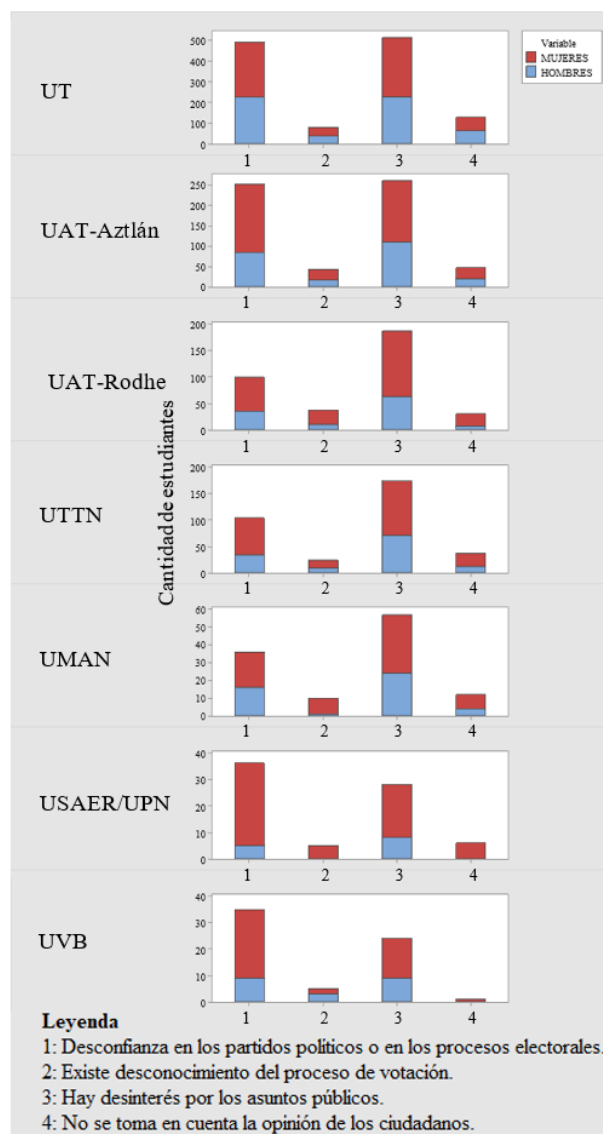 Variable
MUJERES
HOMBRES
UT
500
400
300
200
100
0
1 2 3 4
UAT-Aztlán
250
200
150
100
50
0
1 2 3 4
UAT-Rodhe
200
150
100
50
0
1 2 3 4
Cantidad de estudiantes
UTTN
200
150
100
50
0
1 2 3 4
UMAN
60
50
40
30
20
10
0
1 2 3 4
USAER/UPN
40
30
20
10
0
1 2 3 4
UVB
40
30
20
10
0
1 2 3 4
Leyenda
1: Desconfianza en los partidos políticos o en los procesos electorales.
2: Existe desconocimiento del proceso de votación.
3: Hay desinterés por los asuntos públicos.
4: No se toma en cuenta la opinión de los ciudadanos.